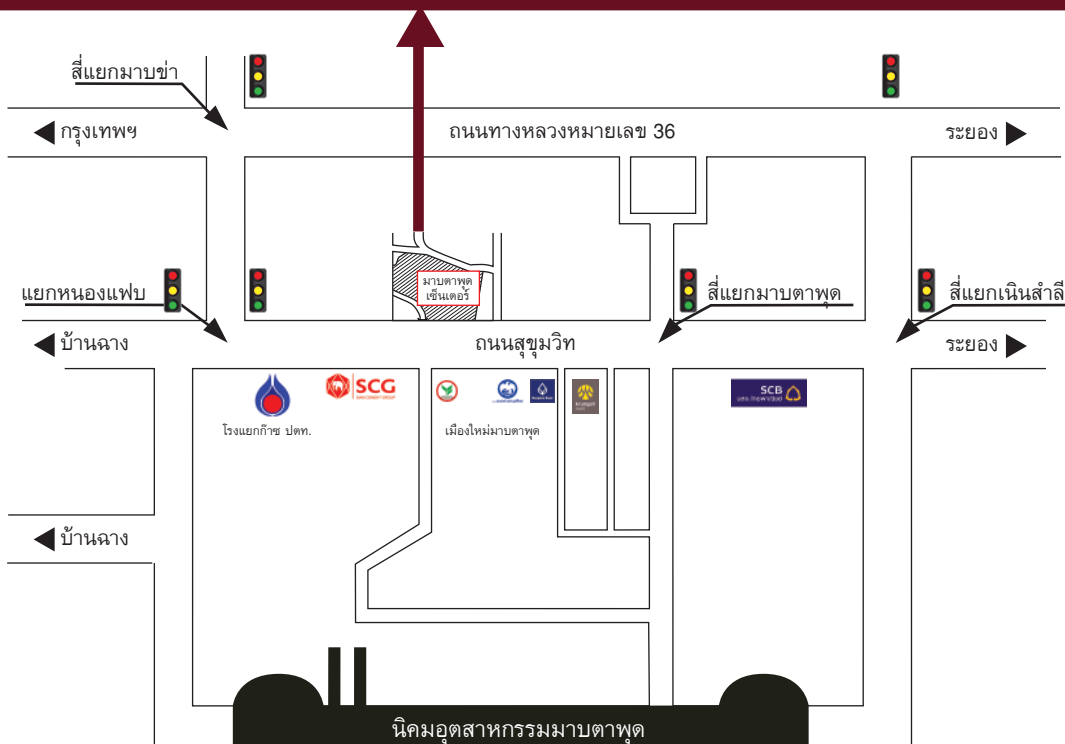 สี่แยกมาบข่า
กรุงเทพฯ
ถนนทางหลวงหมายเลข 36
ระยอง
มาบตาพุด
เซ็นเตอร์
แยกหนองแฟบ
สี่แยกมาบตาพุด
สี่แยกเนินสำลี
บ้านฉาง
ถนนสุขุมวิท
ระยอง
SCG
SCB
โรงแยกก๊าซ ปตท.
เมืองใหม่มาบตาพุด
บ้านฉาง
นิคมอุตสาหกรรมมาบตาพุด